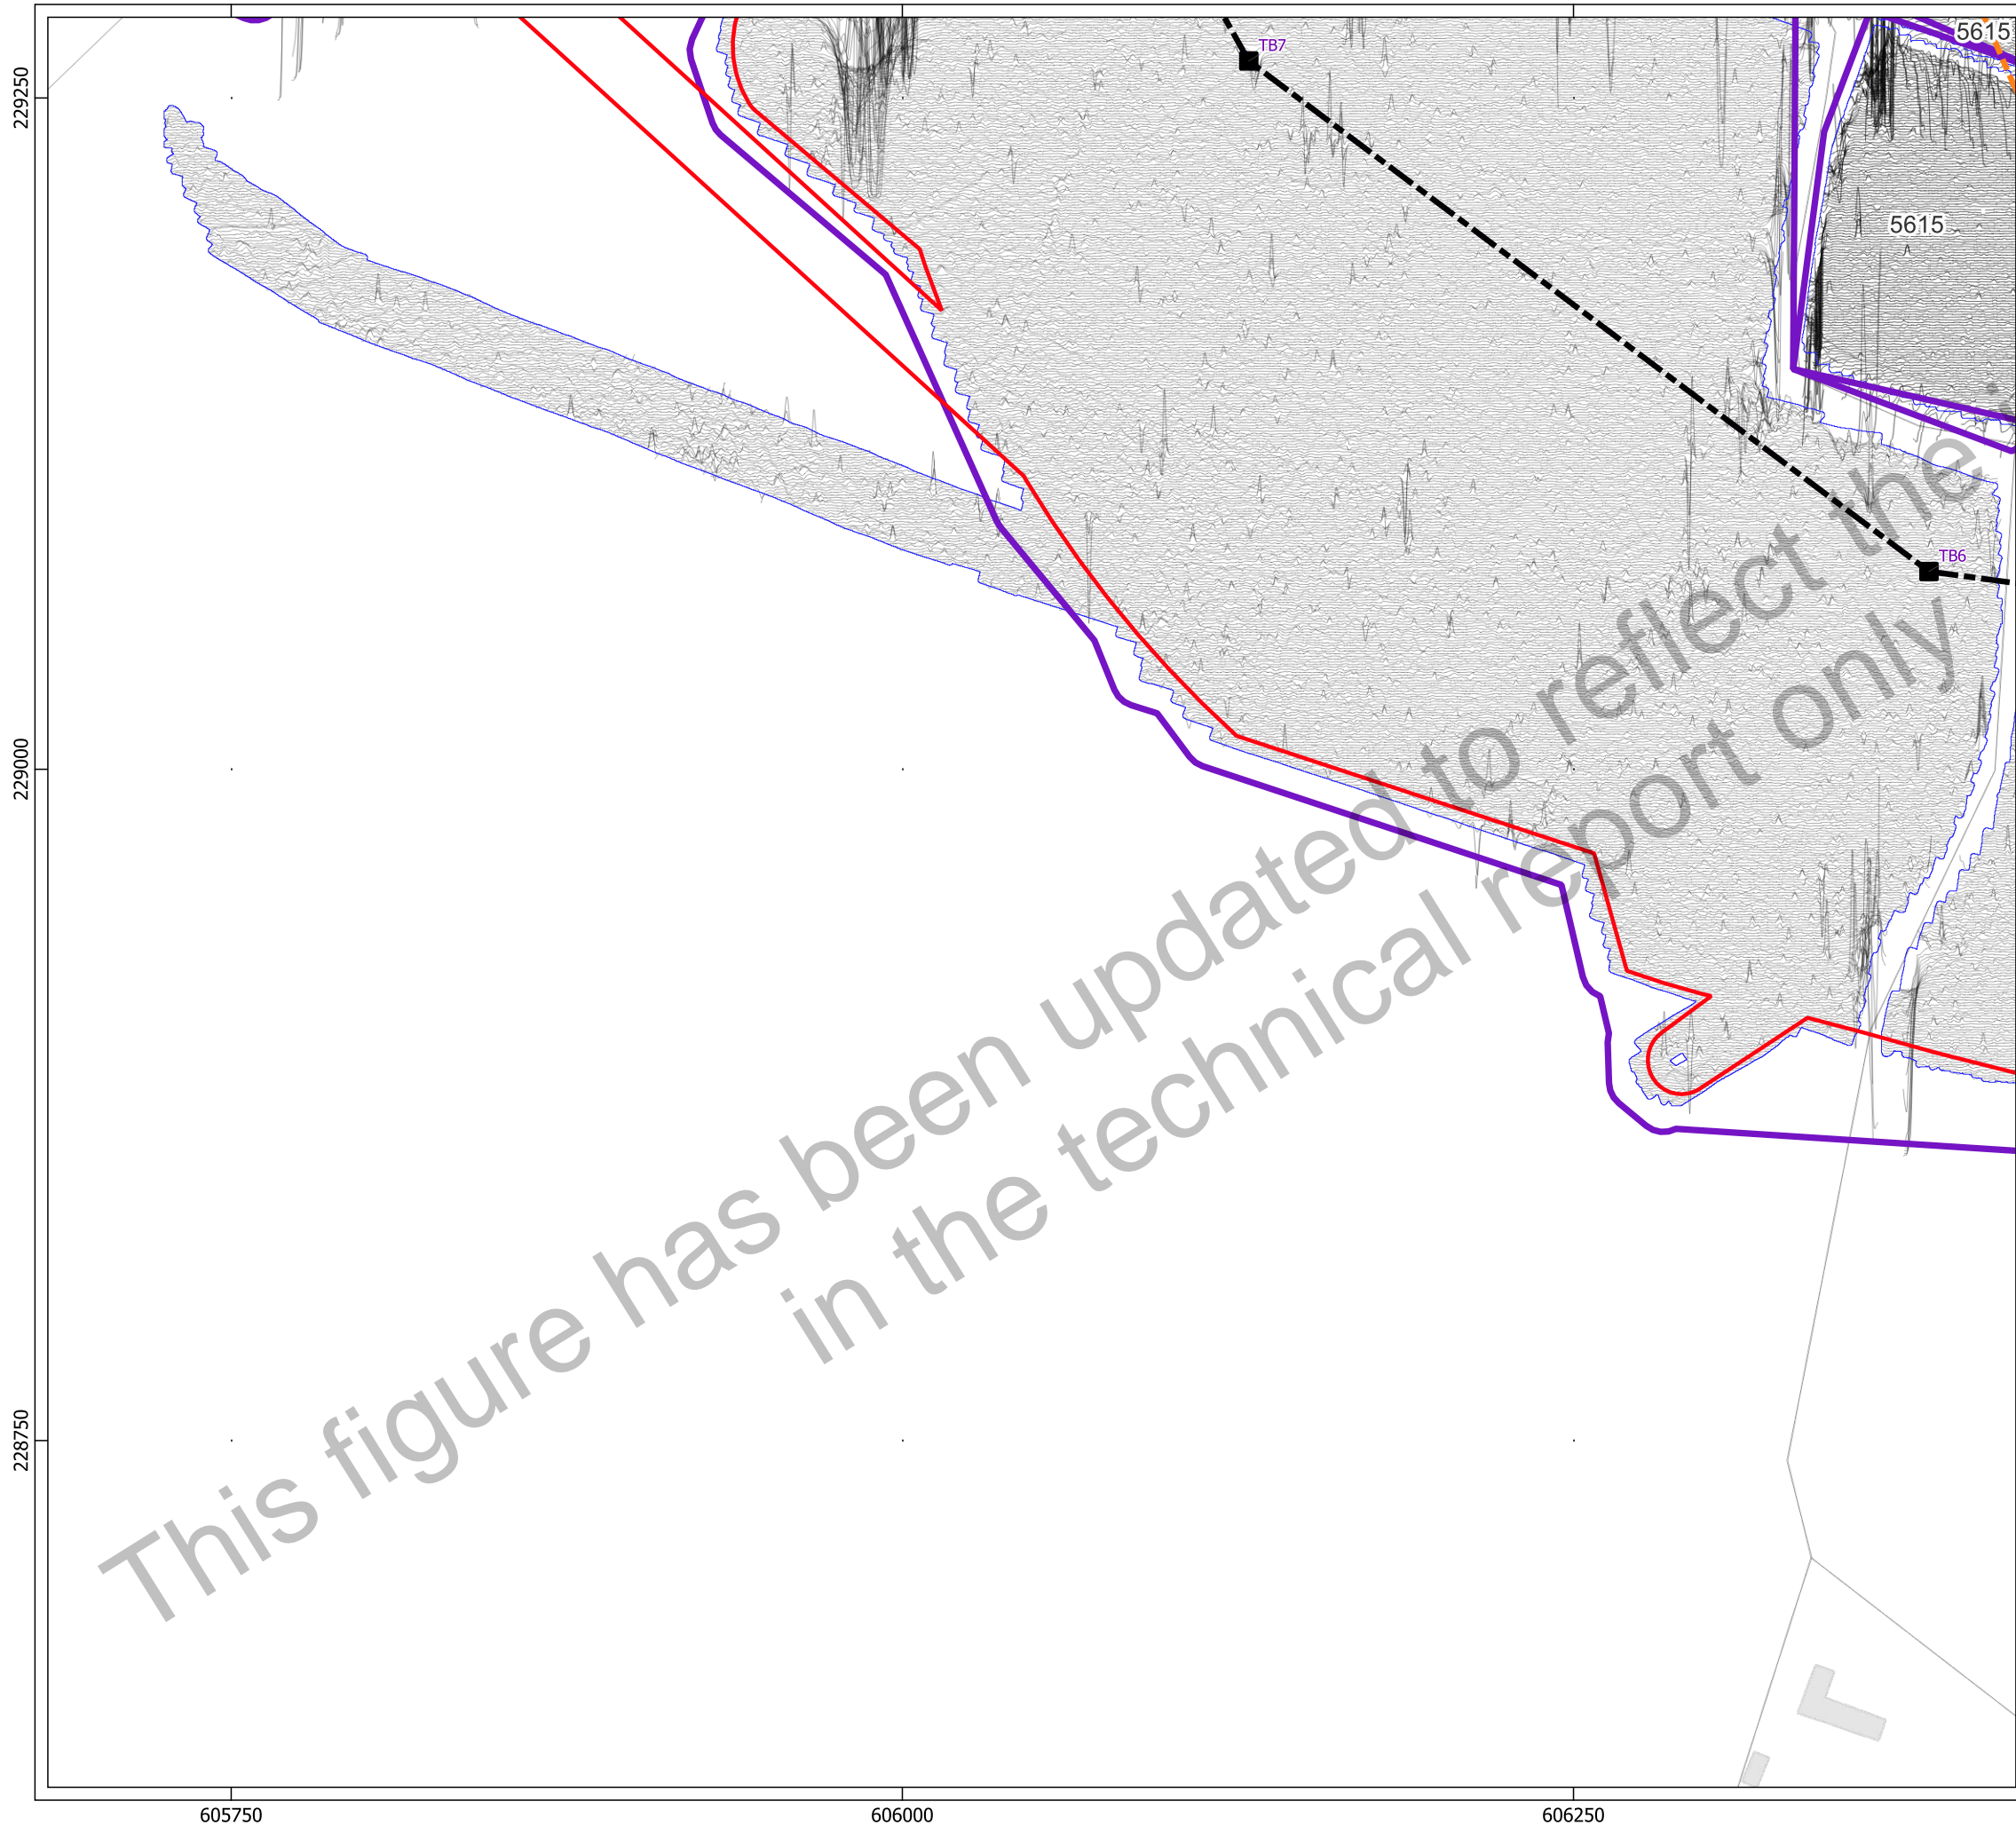 5615
TB7
229250
5615
TB6
229000
This figure has been updated to reflect the
in the technical report only
228750
605750
606000
606250